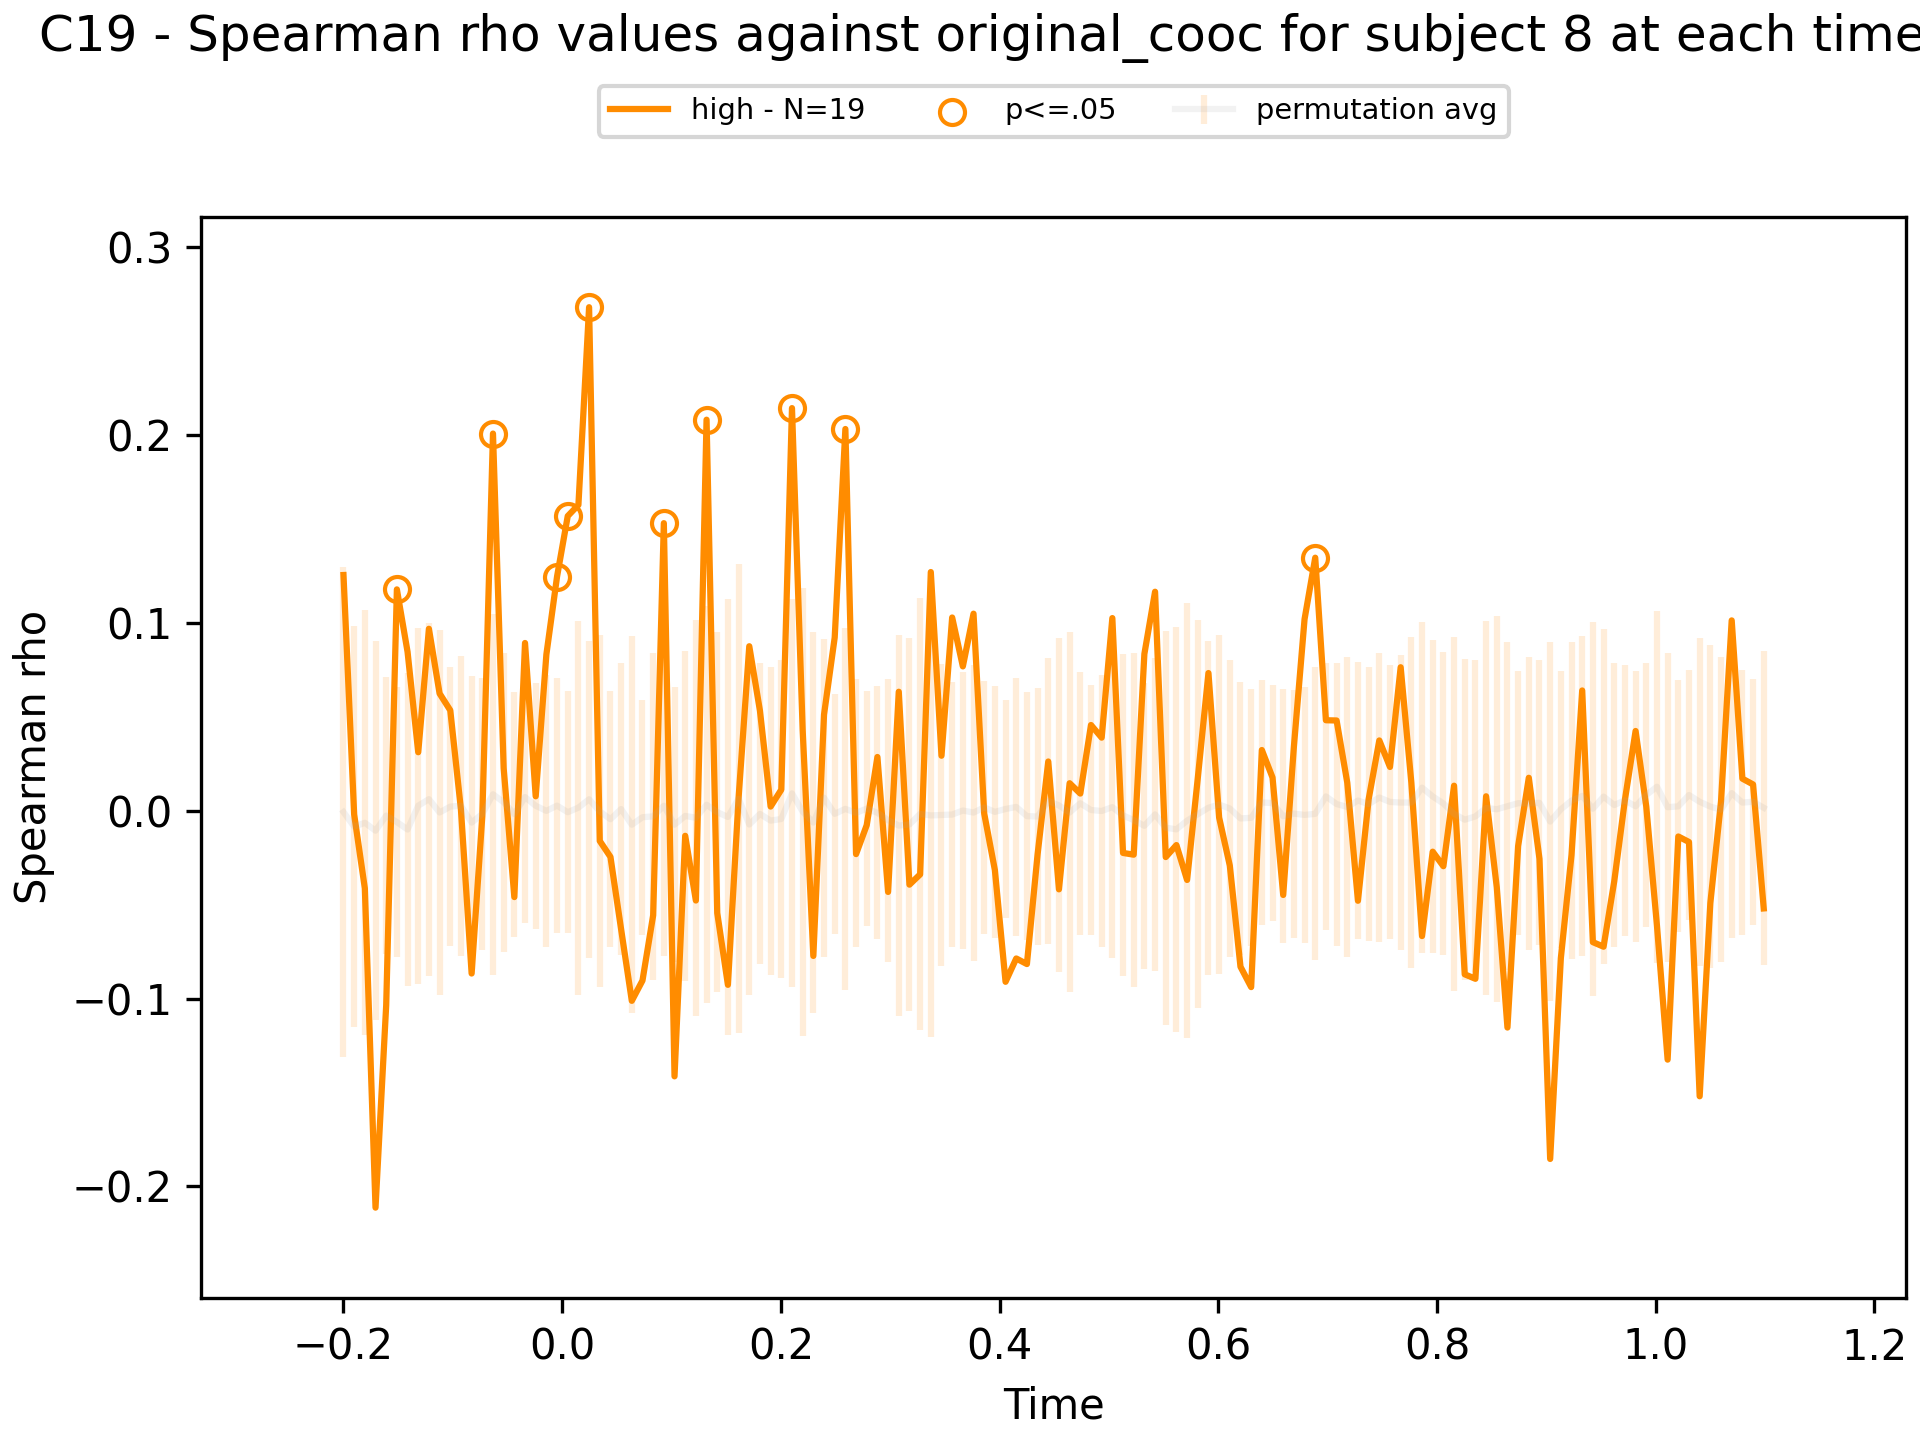 C19 - Spearman rho values against original_cooc for subject 8 at each time
high - N=19 p<=.05 permutation avg
0.3
0.2
0.1
0.0
−0.1
−0.2
Spearman rho
−0.2 0.0 0.2 0.4 0.6 0.8 1.0 1.2
Time